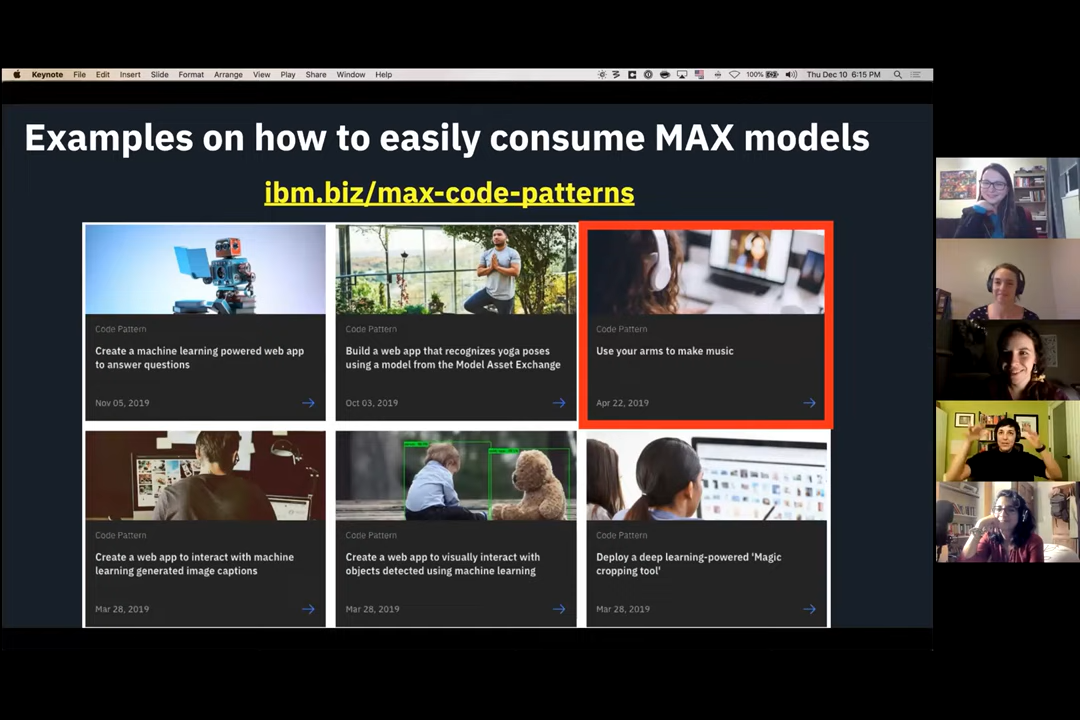 Keynote File Edit Insert Slide Format Arrange View Play Share Window Help 100% Thu Dec 10 6:15 PM
Examples on how to easily consume MAX models
ibm.biz/max-code-patterns
Code Pattern
Create a machine learning powered web app
to answer questions
Nov 05, 2019
Code Pattern
Build a web app that recognizes yoga poses
using a model from the Model Asset Exchange
Oct 03, 2019
Code Pattern
Use your arms to make music
Apr 22, 2019
Code Pattern
Create a web app to interact with machine
learning generated image captions
Mar 28, 2019
Code Pattern
Create a web app to visually interact with
objects detected using machine learning
Mar 28, 2019
Code Pattern
Deploy a deep learning-powered 'Magic
cropping tool'
Mar 28, 2019